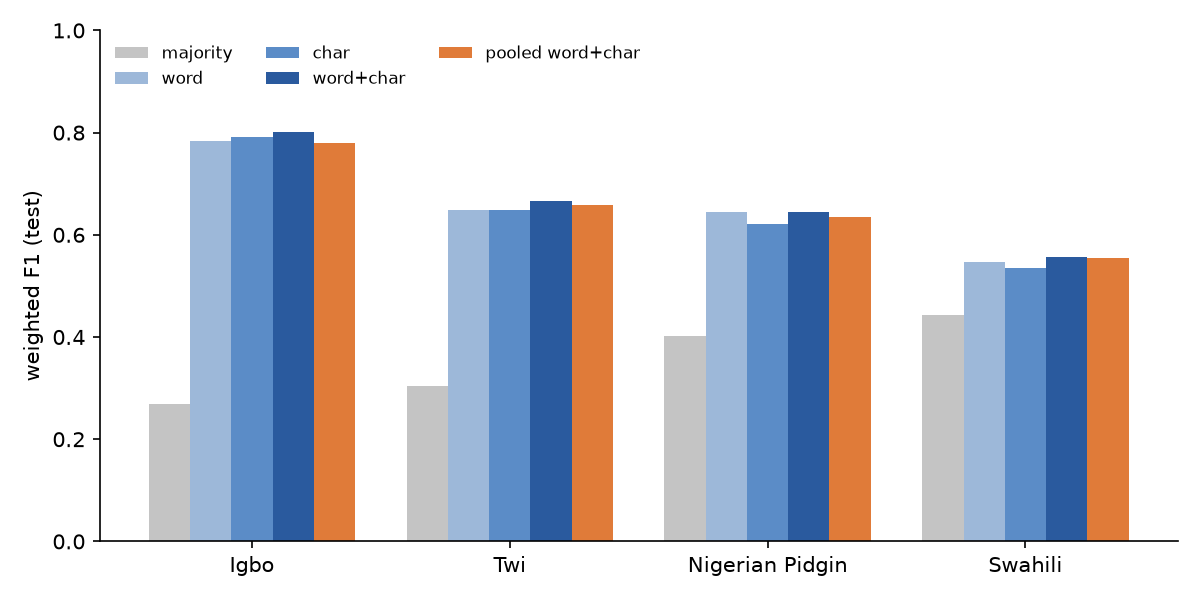 majority
char
pooled word+char
word
word+char
weighted F1 (test)
1.0
0.8
0.6
0.4
0.2
0.0
Igbo
Twi
Nigerian Pidgin
Swahili